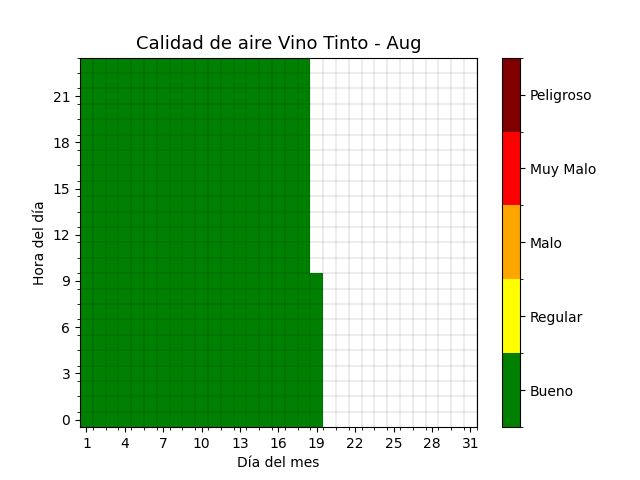 Calidad de aire Vino Tinto - Aug
Hora del día
21
18
15
12
9
6
3
0
1 4 7 10 13 16 19 22 25 28 31
Día del mes
Peligroso
Muy Malo
Malo
Regular
Bueno